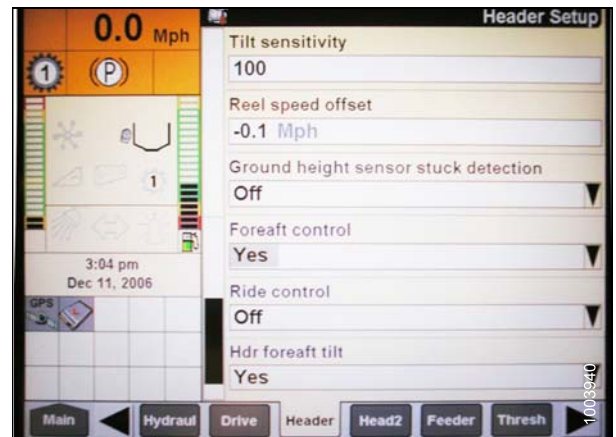 0.0 Mph
Header Setup
1
(P)
Tilt sensitivity
100
Reel speed offset
-0.1 Mph
Ground height sensor stuck detection
Off
1
Foreaft control
Yes
3:04 pm
Dec 11, 2006
Ride control
GPS
Off
Hdr foreaft tilt
Yes
Main
Hydraul
Drive
Header
Head2
Feeder
Thresh
1003940